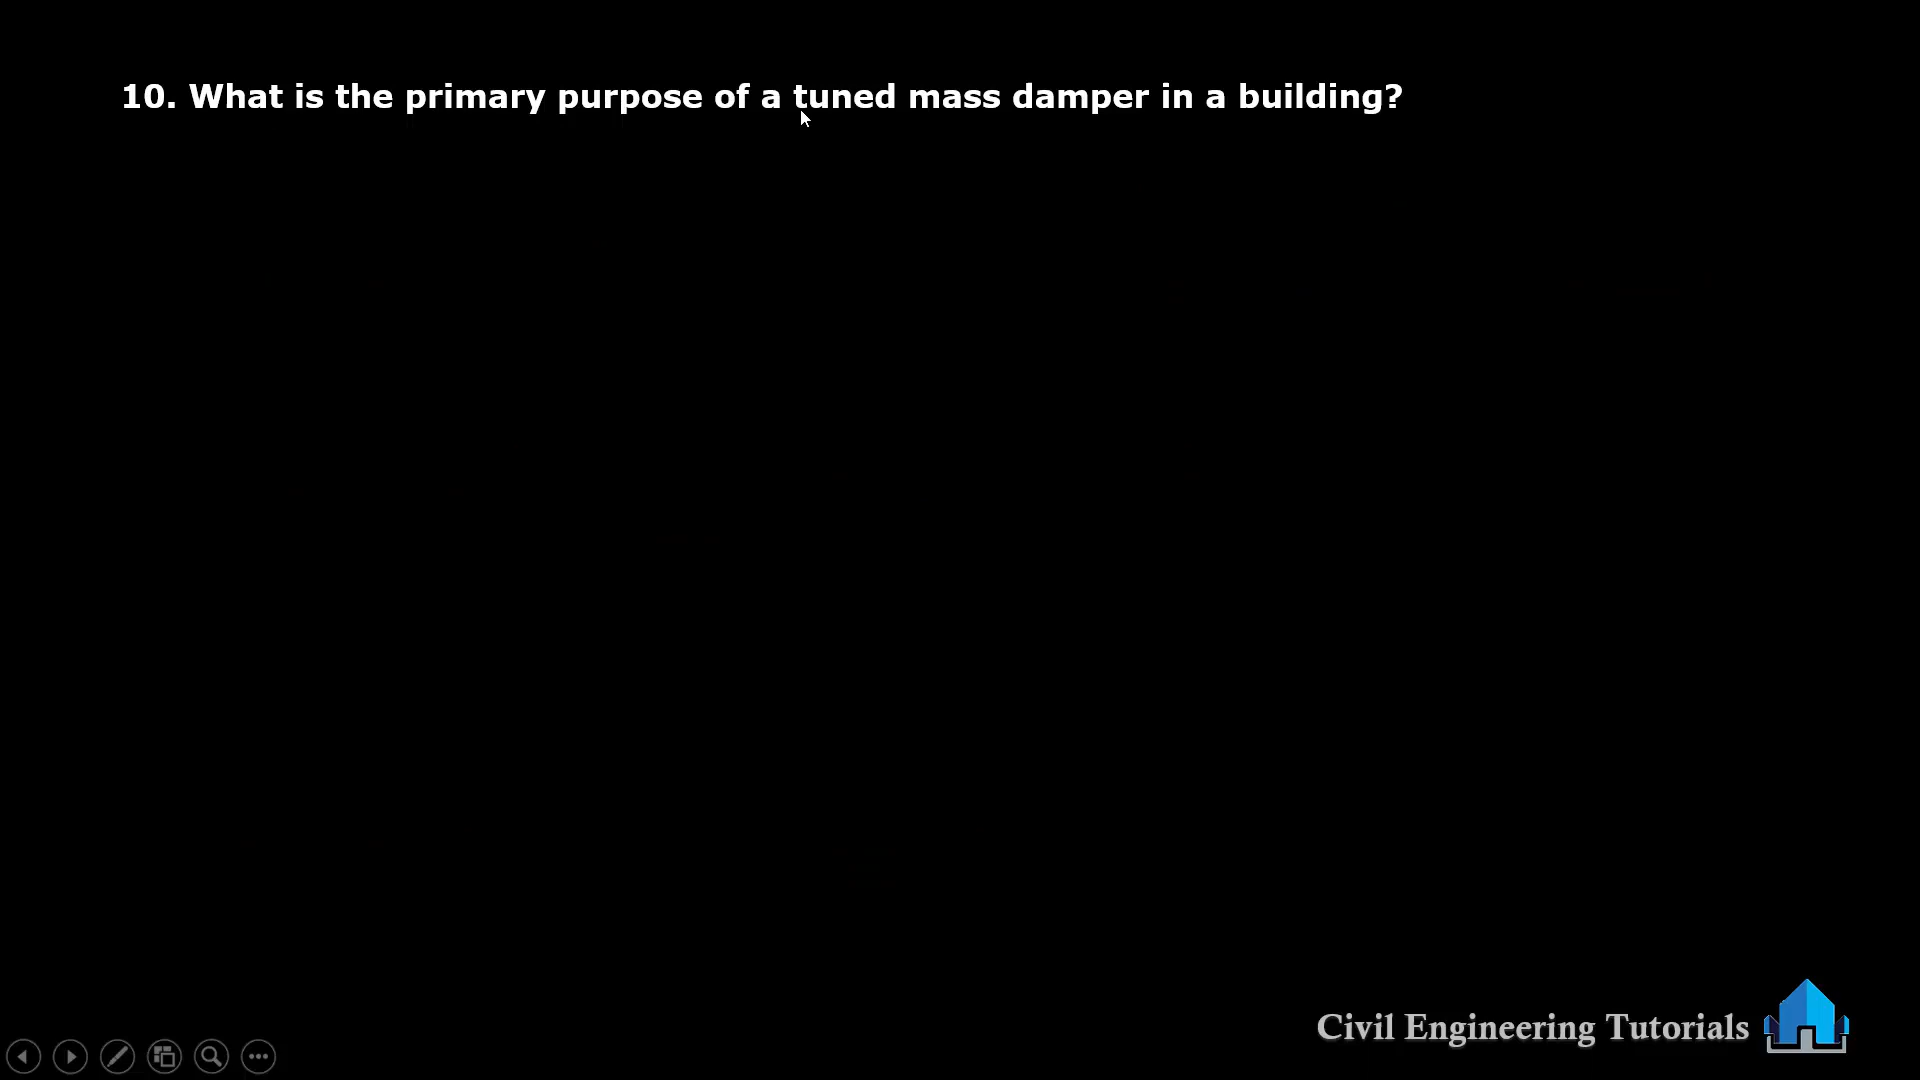 10. What is the primary purpose of a tuned mass damper in a building?
Civil Engineering Tutorials